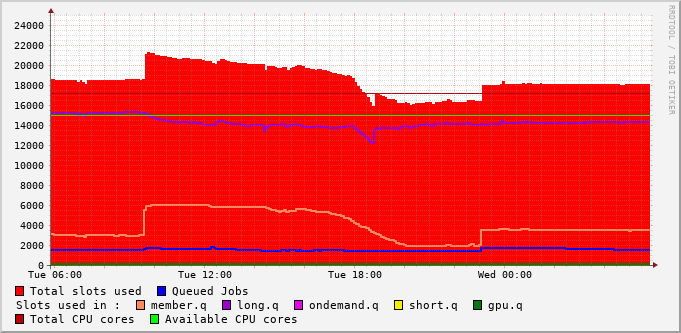 RRDTOOL / TOBI OETIKER
24000
22000
20000
18000
16000
14000
12000
10000
8000
6000
4000
2000
0
Tue 06:00 Tue 12:00 Tue 18:00 Wed 00:00
Total slots used Queued Jobs
Slots used in : member.q long.q ondemand.q short.q gpu.q
Total CPU cores Available CPU cores